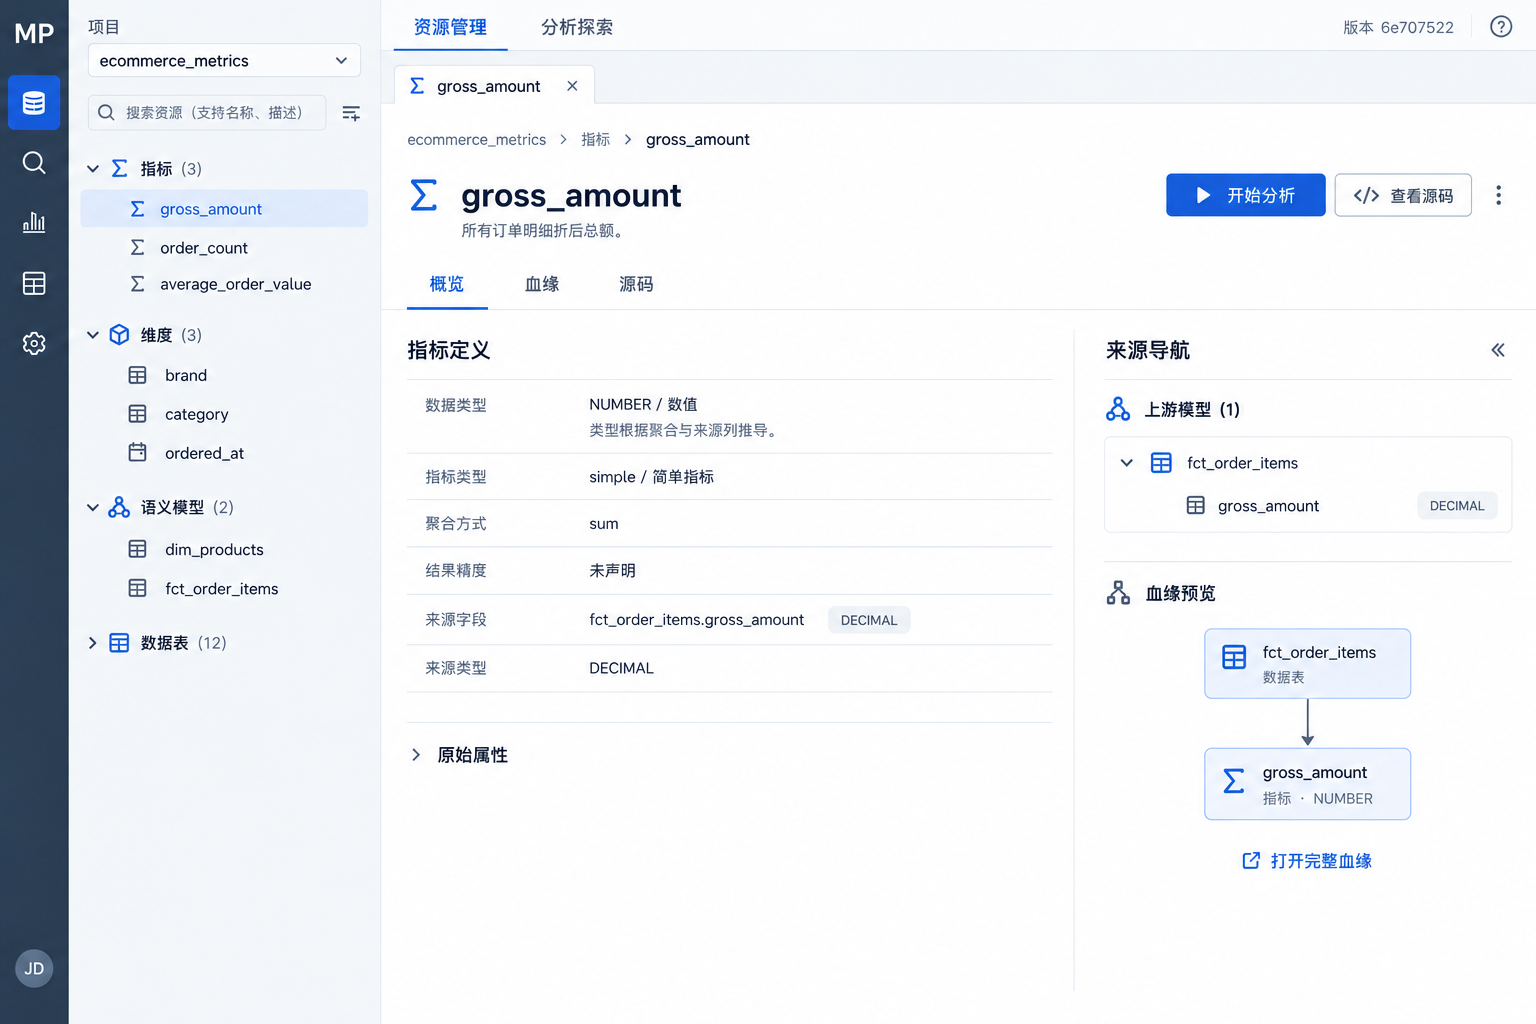 MP
JD
项目
ecommerce_metrics
搜索资源（支持名称、描述）
指标 (3)
gross_amount
order_count
average_order_value
维度 (3)
brand
category
ordered_at
语义模型 (2)
dim_products
fct_order_items
数据表 (12)
资源管理 分析探索 版本 6e707522
gross_amount
ecommerce_metrics > 指标 > gross_amount
gross_amount
所有订单明细折后总额。
开始分析 </> 查看源码
概览 血缘 源码
指标定义
数据类型 NUMBER / 数值
类型根据聚合与来源列推导。
指标类型 simple / 简单指标
聚合方式 sum
结果精度 未声明
来源字段 fct_order_items.gross_amount DECIMAL
来源类型 DECIMAL
原始属性
来源导航
上游模型 (1)
fct_order_items
gross_amount DECIMAL
血缘预览
fct_order_items
数据表
gross_amount
指标 · NUMBER
打开完整血缘